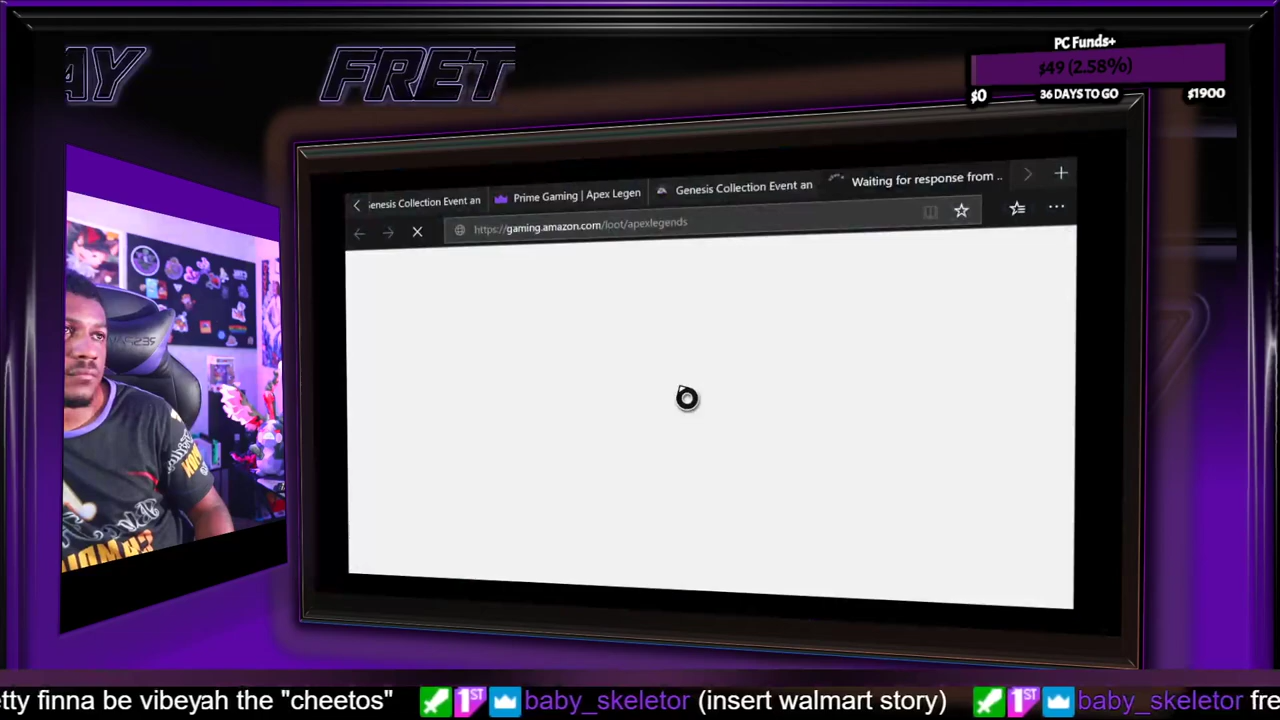 AY FRET
PC Funds+
$49 (2.58%)
$0 36 DAYS TO GO $1900
Genesis Collection Event an
Prime Gaming | Apex Legen
Genesis Collection Event an
Waiting for response from ..
https://gaming.amazon.com/loot/apexlegends
etty finna be vibeyah the "cheetos" 1ST baby_skeletor (insert walmart story) 1ST baby_skeletor fre